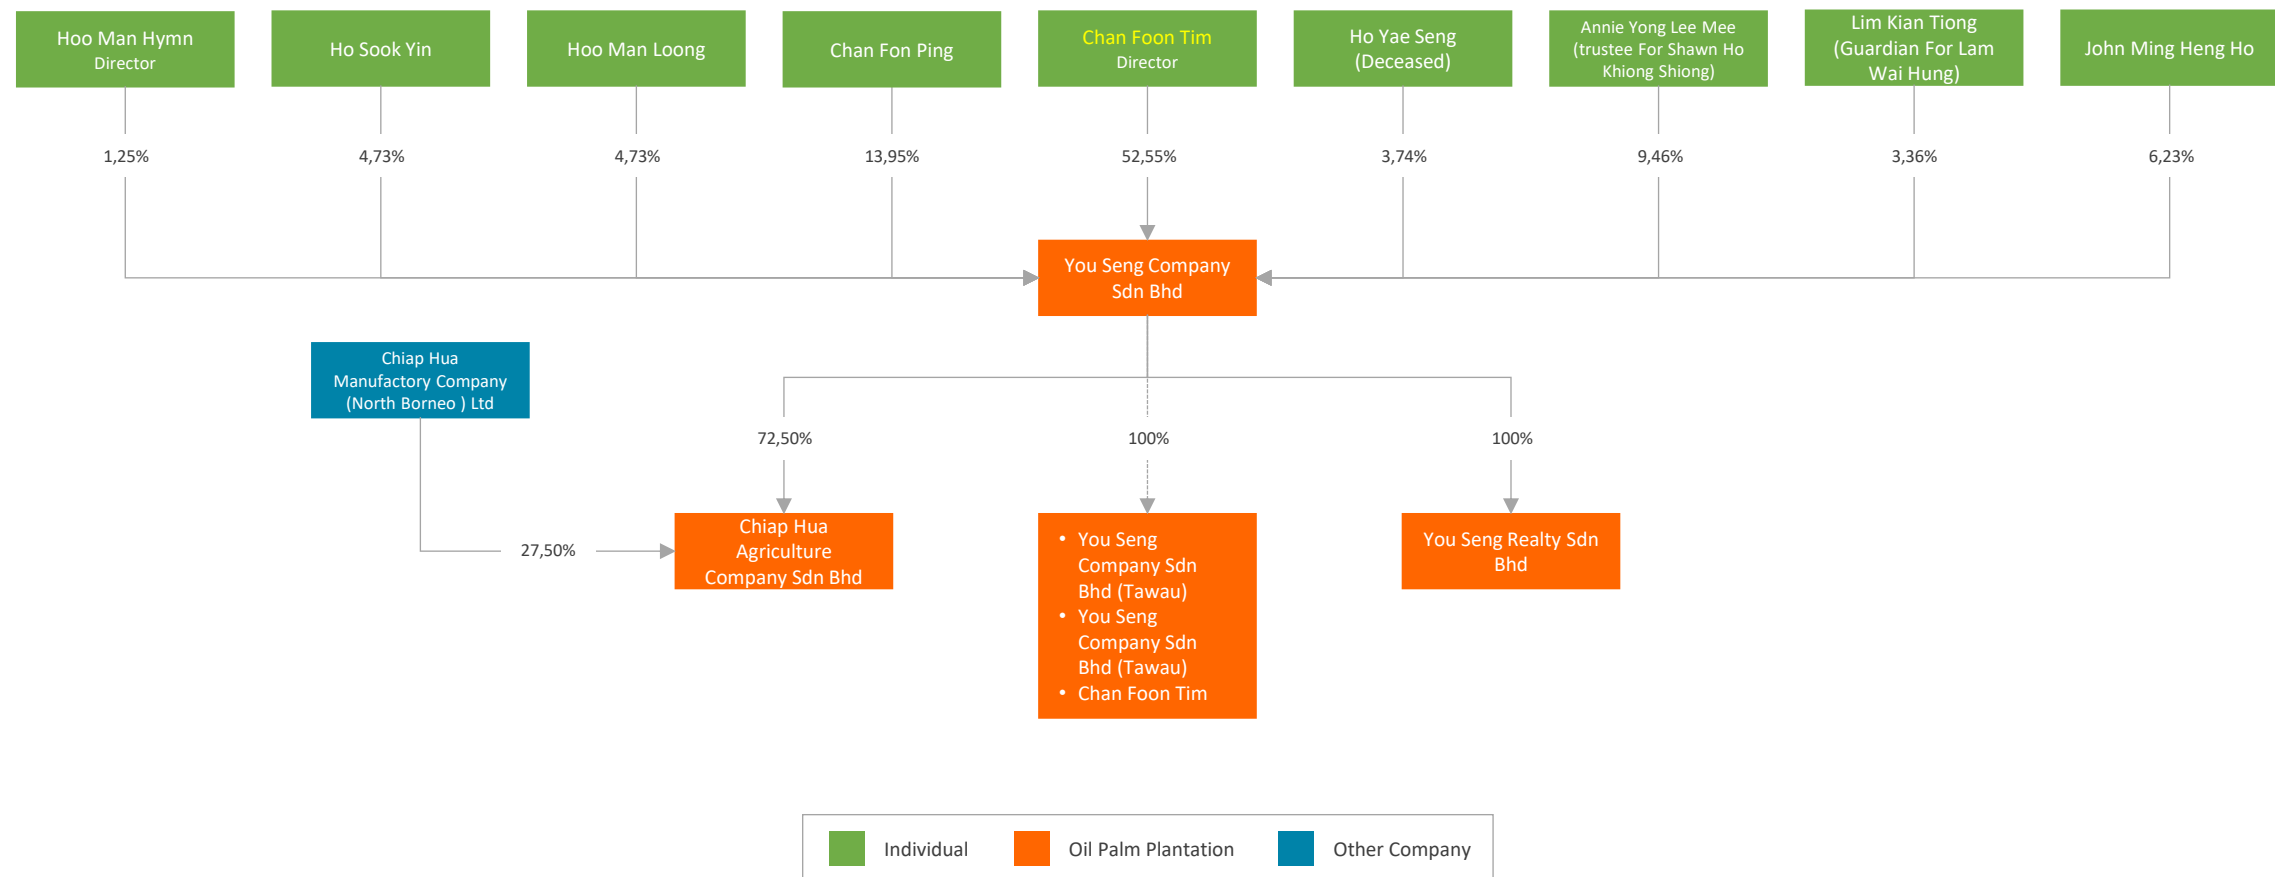 Hoo Man Hymn
Director
Ho Sook Yin
Hoo Man Loong
Chan Fon Ping
Chan Foon Tim
Director
Ho Yae Seng
(Deceased)
Annie Yong Lee Mee
(trustee For Shawn Ho
Khiong Shiong)
Lim Kian Tiong
(Guardian For Lam
Wai Hung)
John Ming Heng Ho
1,25%
4,73%
4,73%
13,95%
52,55%
3,74%
9,46%
3,36%
6,23%
You Seng Company
Sdn Bhd
Chiap Hua
Manufactory Company
(North Borneo ) Ltd
72,50%
100%
100%
27,50%
Chiap Hua
Agriculture
Company Sdn Bhd
• You Seng
Company Sdn
Bhd (Tawau)
• You Seng
Company Sdn
Bhd (Tawau)
• Chan Foon Tim
You Seng Realty Sdn
Bhd
Individual
Oil Palm Plantation
Other Company